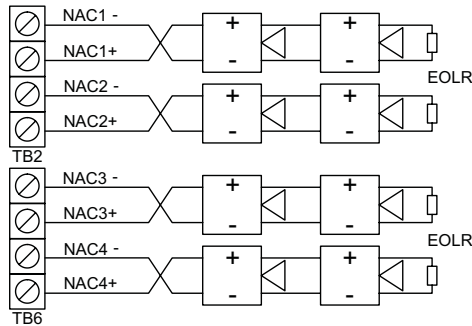 NAC1 -
+ +
NAC1+
- -
EOLR
NAC2 -
+ +
NAC2+
- -
TB2
NAC3 -
+ +
NAC3+
- -
EOLR
NAC4 -
+ +
NAC4+
- -
TB6